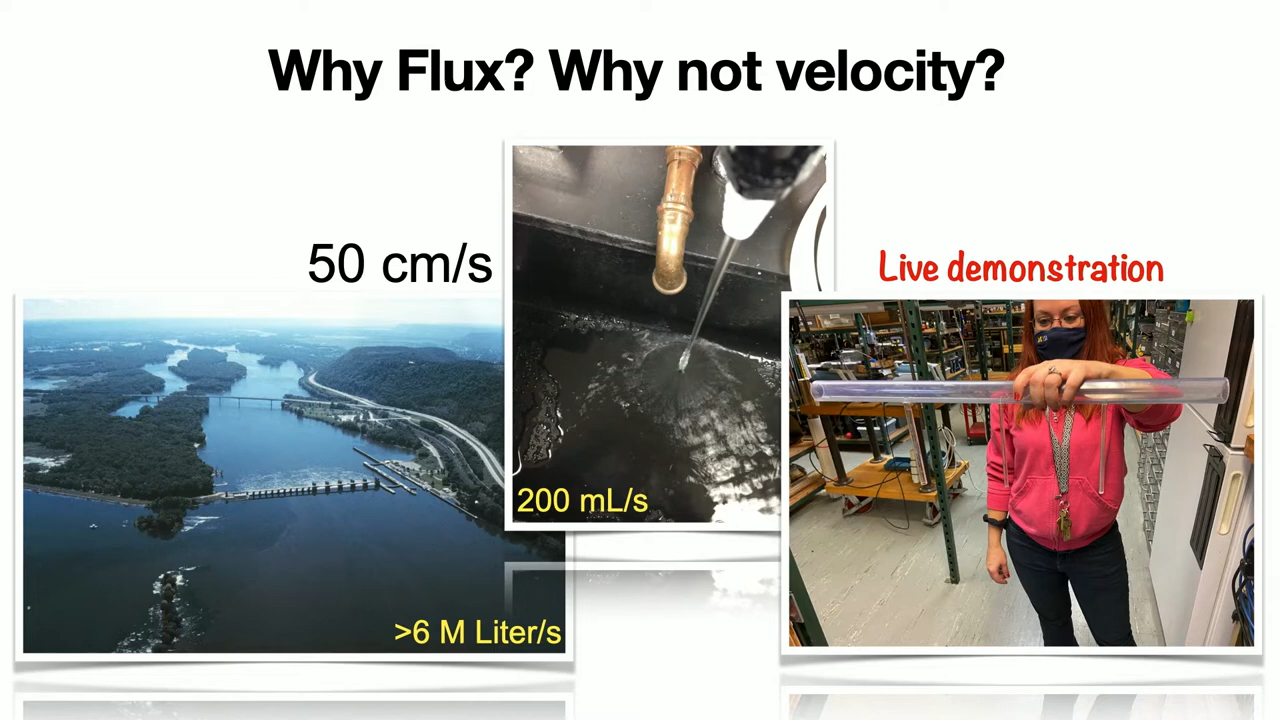 Why Flux? Why not velocity?
50 cm/s
Live demonstration
200 mL/s
>6 M Liter/s